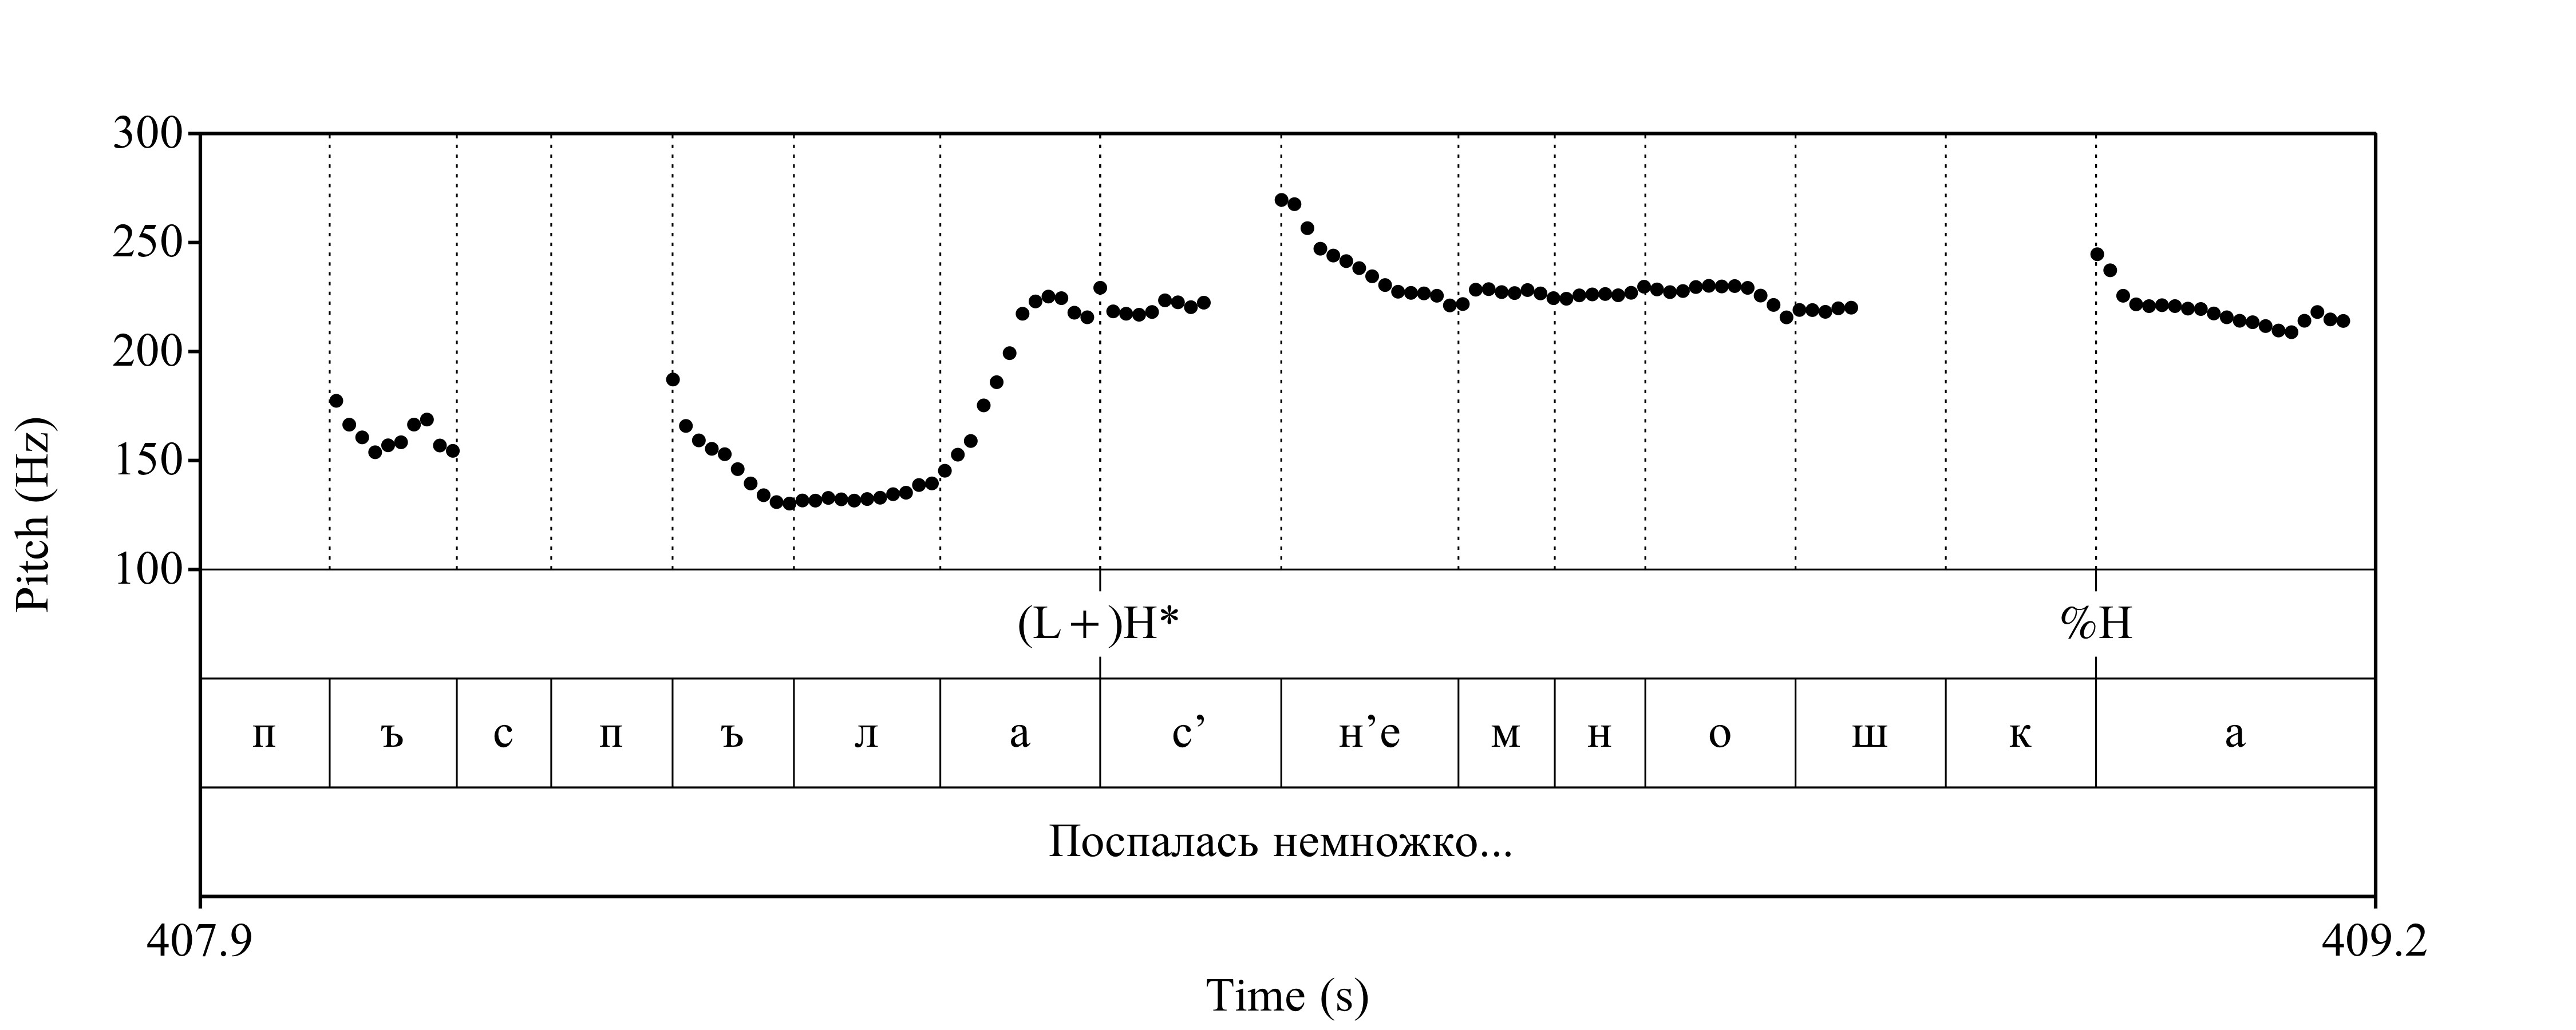 300
250
200
150
100
Pitch (Hz)
(L + )H* %H
п ъ с п ъ л а с’ н’е м н о ш к а
Поспалась немножко...
407.9 409.2
Time (s)